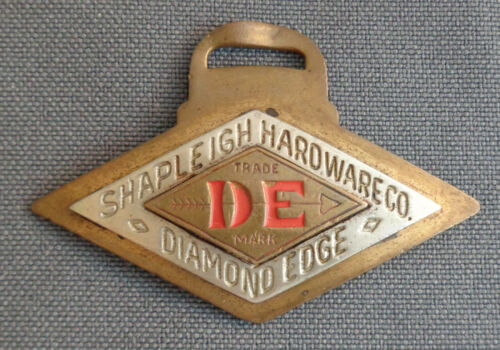 SHAPLEIGH HARDWARE CO.
TRADE
DE
MARK
DIAMOND EDGE